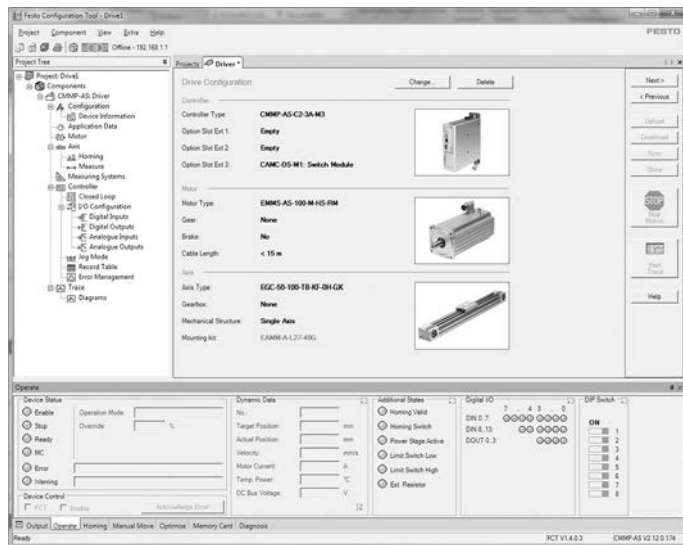 Festo Configuration Tool - Drive1
Project Component View Extra Help
FESTO
Offline - 192.168.1.1
Project Tree
Projects Driver *
Project: Drive1
Components
CMMP-AS: Driver
Configuration
Device Information
Application Data
Motor
Axis
Homing
Measure
Measuring Systems
Controller
Closed Loop
I/O Configuration
Digital Inputs
Digital Outputs
Analogue Inputs
Analogue Outputs
Jog Mode
Record Table
Error Management
Trace
Diagrams
Drive Configuration
Change...
Delete
Controller
Controller Type: CMMP-AS-C2-3A-M3
Option Slot Ext 1: Empty
Option Slot Ext 2: Empty
Option Slot Ext 3: CAMC-DS-M1: Switch Module
Motor
Motor Type: EMMS-AS-100-M-HS-RM
Gear: None
Brake: No
Cable Length < 15 m
Axis
Axis Type: EGC-50-100-TB-KF-0H-GK
Gearbox: None
Mechanical Structure: Single Axis
Mounting kit: EAMM-A-L27-40G
Next >
< Previous
Upload
Download
Sync
Store
STOP
Stop Motion
Start Trace
Help
Operate
Device Status
Enable
Stop
Ready
MC
Error
Warning
Operation Mode:
Override: %
Device Control
FCT Enable
Acknowledge Error
Dynamic Data
No.:
Target Position: mm
Actual Position: mm
Velocity: mm/s
Motor Current: A
Temp. Power: °C
DC Bus Voltage: V
Additional States
Homing Valid
Homing Switch
Power Stage Active
Limit Switch Low
Limit Switch High
Ext. Resistor
Digital I/O
7 .. 4 3 .. 0
DIN 0..7:
DIN 8..13:
DOUT 0..3:
DIP Switch
ON
1
2
3
4
5
6
7
8
Output Operate Homing Manual Move Optimise Memory Card Diagnosis
FCT V1.4.0.3 CMMP-AS V2.12.0.174